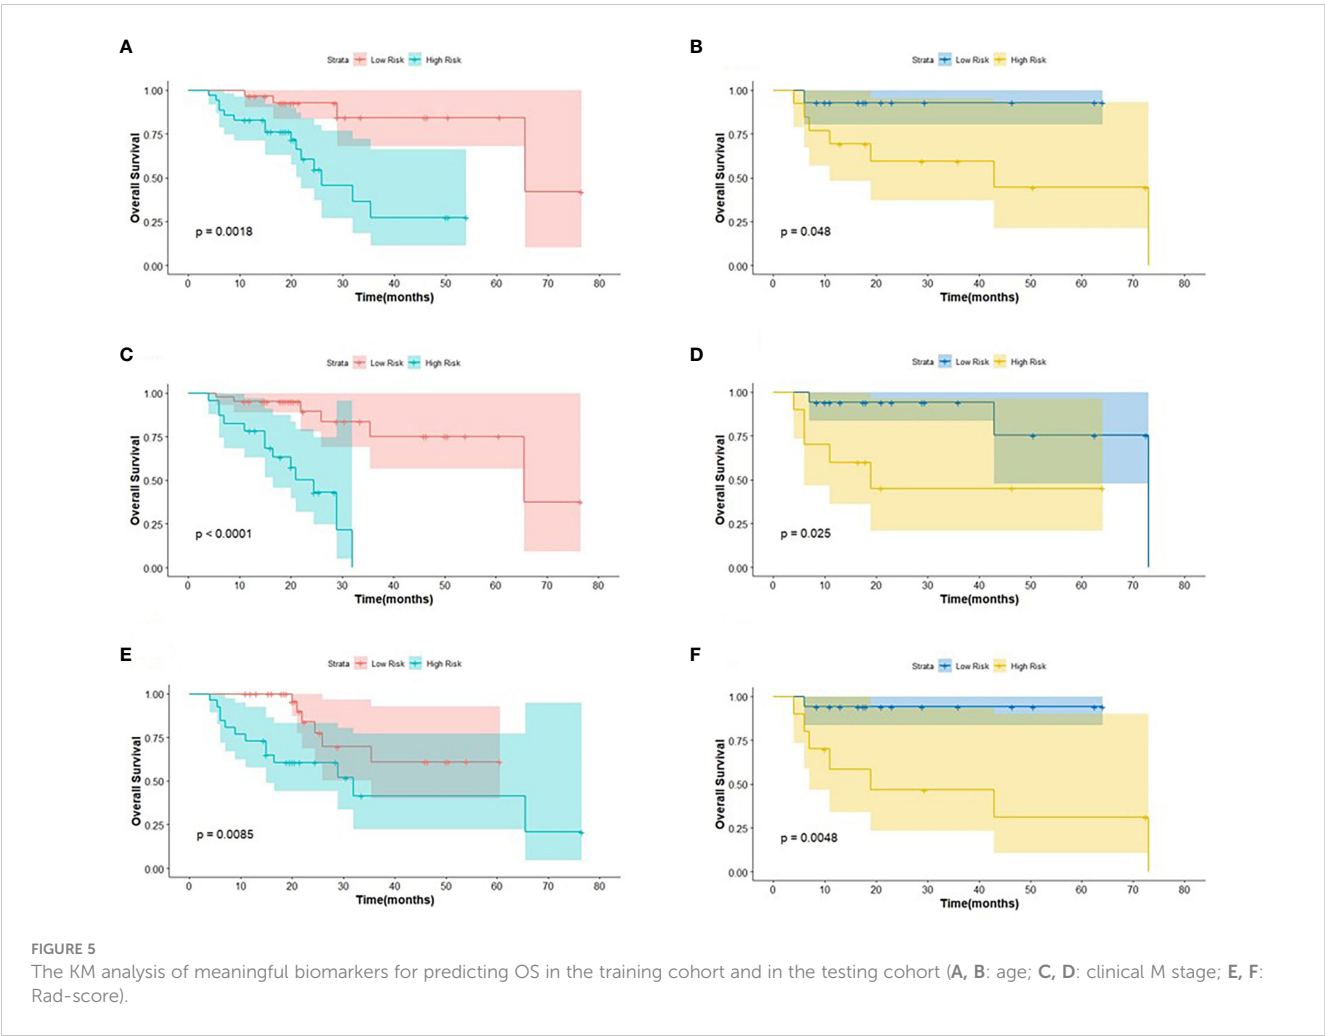 A
Strata Low Risk High Risk
1.00
0.75
0.50
0.25
0.00
Overall Survival
p = 0.0018
0 10 20 30 40 50 60 70 80
Time(months)
B
Strata Low Risk High Risk
1.00
0.75
0.50
0.25
0.00
Overall Survival
p = 0.048
0 10 20 30 40 50 60 70 80
Time(months)
C
Strata Low Risk High Risk
1.00
0.75
0.50
0.25
0.00
Overall Survival
p < 0.0001
0 10 20 30 40 50 60 70 80
Time(months)
D
Strata Low Risk High Risk
1.00
0.75
0.50
0.25
0.00
Overall Survival
p = 0.025
0 10 20 30 40 50 60 70 80
Time(months)
E
Strata Low Risk High Risk
1.00
0.75
0.50
0.25
0.00
Overall Survival
p = 0.0085
0 10 20 30 40 50 60 70 80
Time(months)
F
Strata Low Risk High Risk
1.00
0.75
0.50
0.25
0.00
Overall Survival
p = 0.0048
0 10 20 30 40 50 60 70 80
Time(months)
FIGURE 5
The KM analysis of meaningful biomarkers for predicting OS in the training cohort and in the testing cohort (A, B: age; C, D: clinical M stage; E, F:
Rad-score).